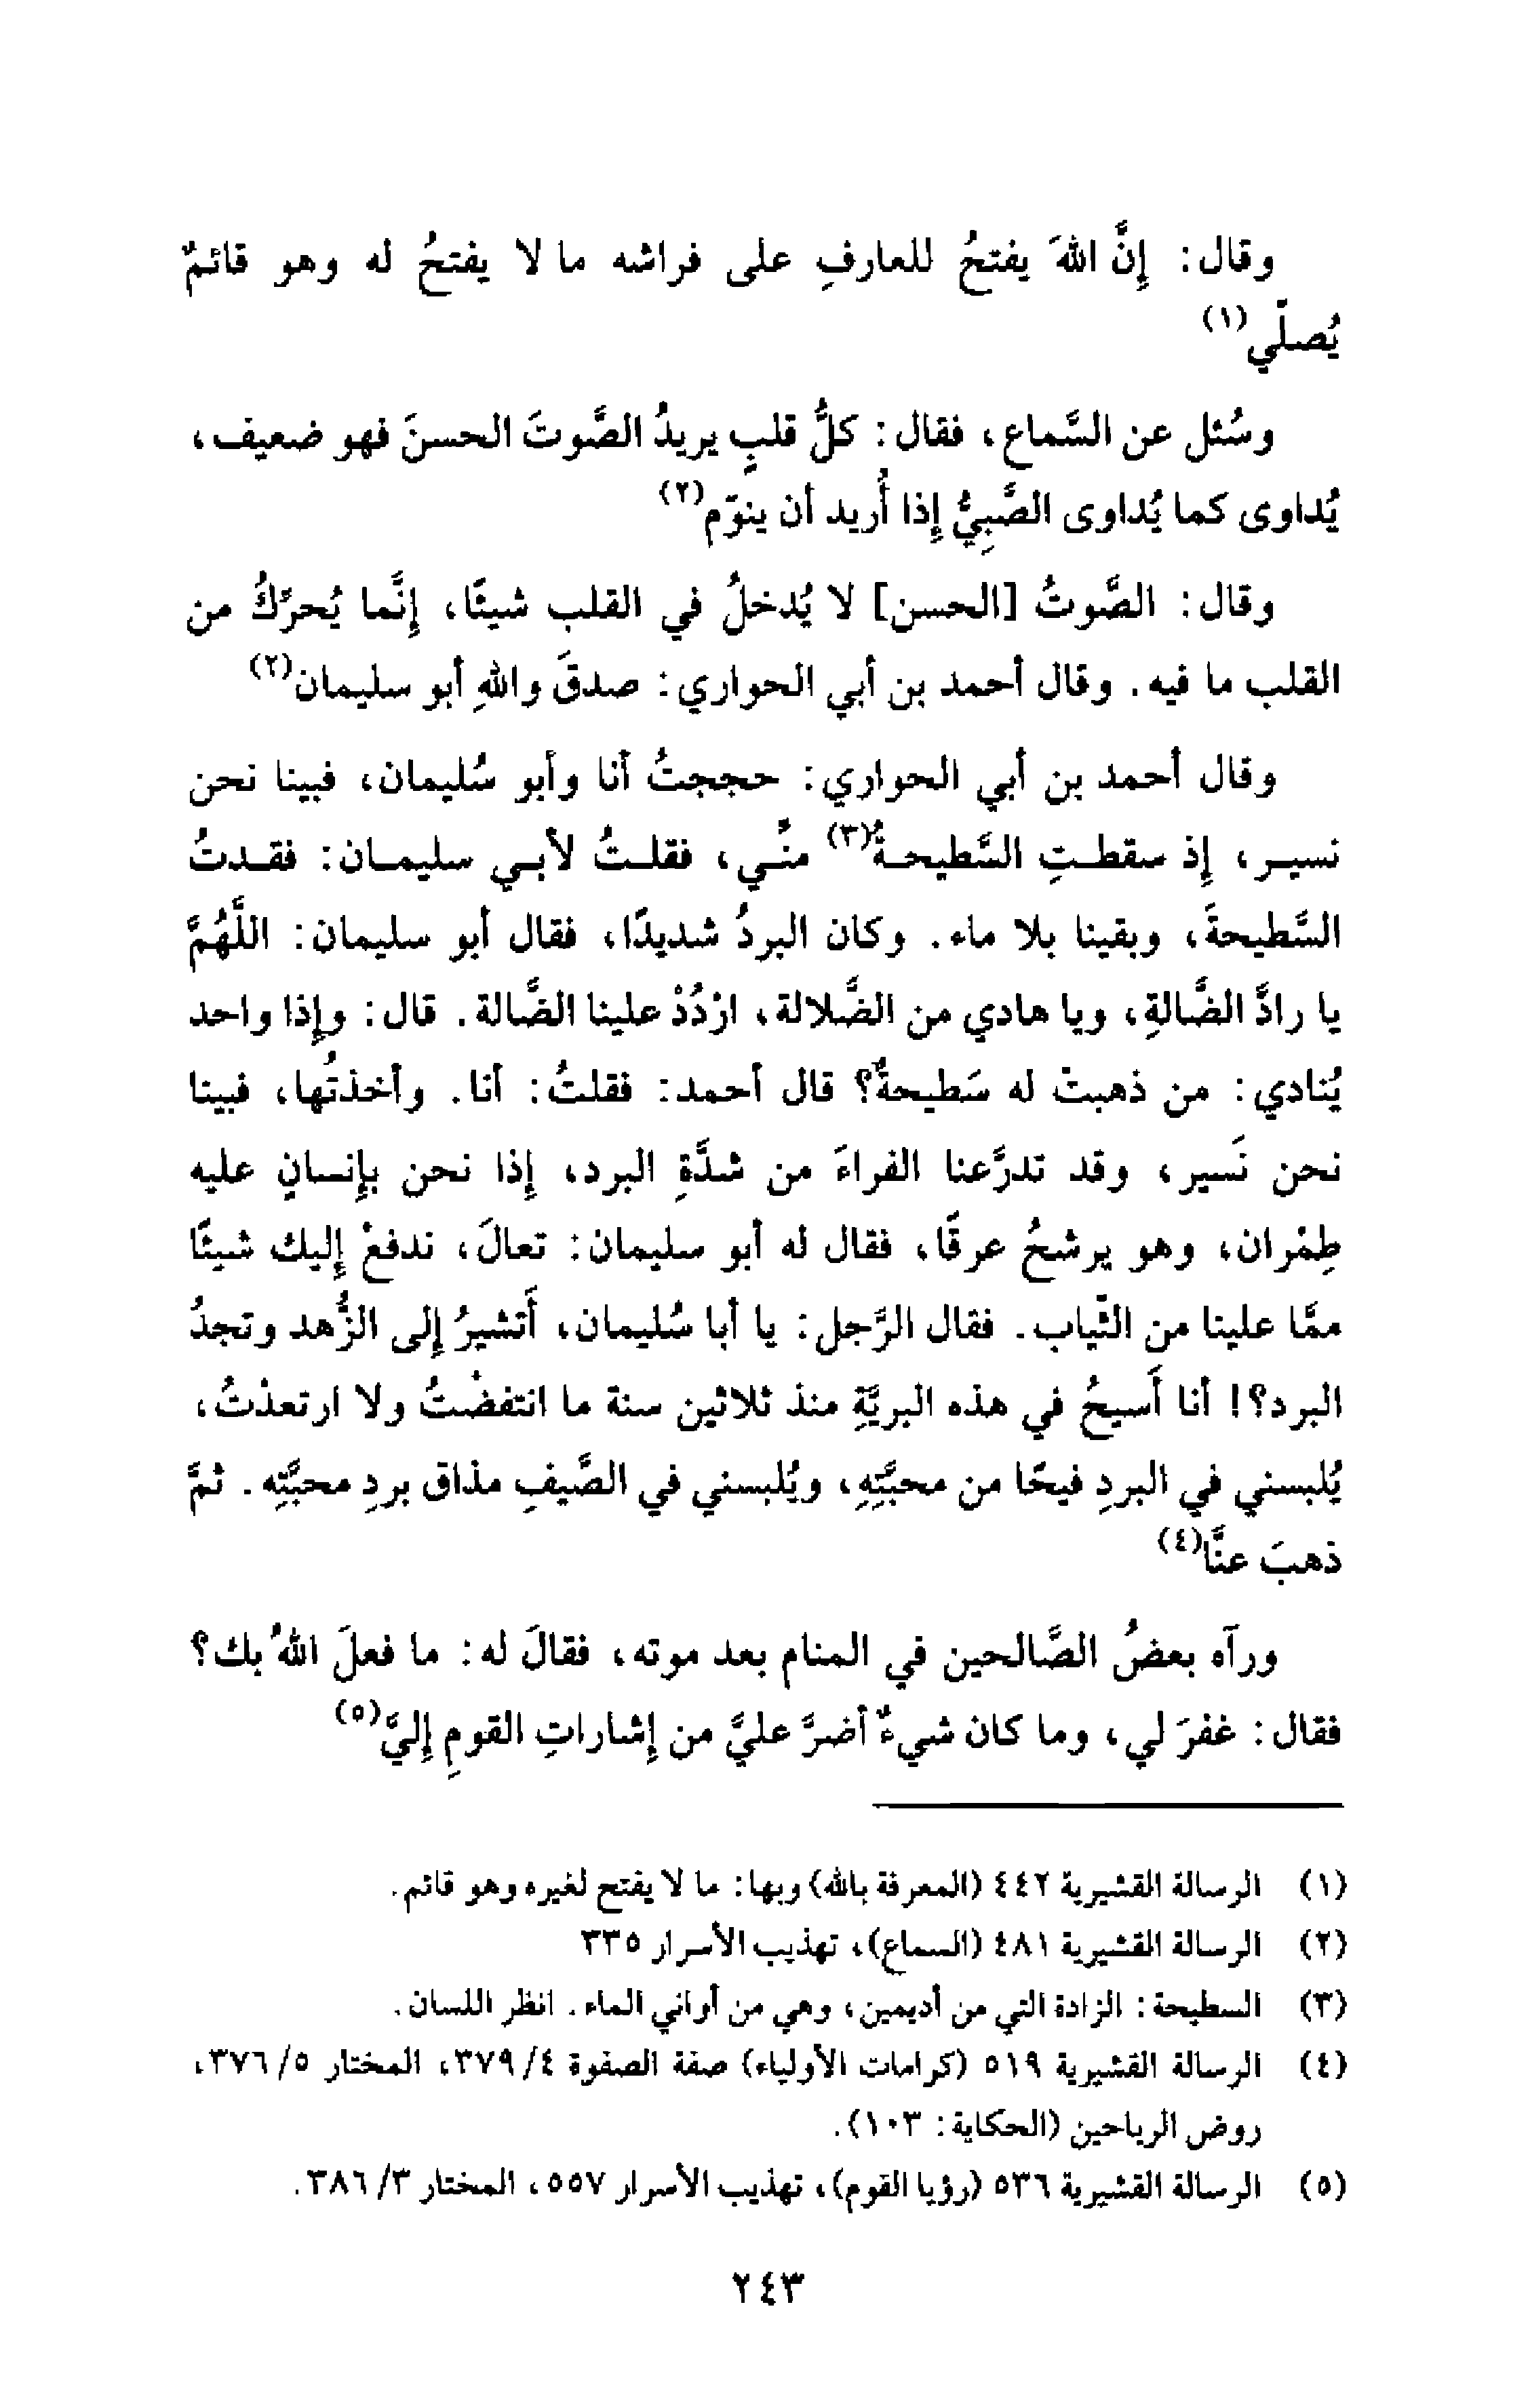 وقال: إنَّ اللهَ يفتحُ للعارفِ على فراشه ما لا يفتحُ له وهو قائمٌ
يُصلّي(١)
وسُئل عن السَّماع، فقال: كلُّ قلبٍ يريدُ الصَّوتَ الحسنَ فهو ضعيف،
يُداوى كما يُداوى الصَّبِيُّ إذا أُريد أن ينوّم(٢)
وقال: الصَّوتُ [الحسن] لا يُدخلُ في القلب شيئًا، إنَّما يُحرِّكُ من
القلب ما فيه. وقال أحمد بن أبي الحواري: صدقَ واللهِ أبو سليمان(٢)
وقال أحمد بن أبي الحواري: حججتُ أنا وأبو سُليمان، فبينا نحن
نسير، إذ سقطتِ السَّطيحةُ(٣) منِّي، فقلتُ لأبي سليمان: فقدتُ
السَّطيحةَ، وبقينا بلا ماء. وكان البردُ شديدًا، فقال أبو سليمان: اللَّهُمَّ
يا رادَّ الضَّالةِ، ويا هادي من الضَّلالة، ارْدُدْ علينا الضَّالة. قال: وإذا واحد
يُنادي: من ذهبتْ له سَطيحةٌ؟ قال أحمد: فقلتُ: أنا. وأخذتُها، فبينا
نحن نَسير، وقد تدرَّعنا الفراءَ من شدَّةِ البرد، إذا نحن بإنسانٍ عليه
طِمْران، وهو يرشحُ عرقًا، فقال له أبو سليمان: تعالَ، ندفعْ إليك شيئًا
ممَّا علينا من الثّياب. فقال الرَّجل: يا أبا سُليمان، أَتشيرُ إلى الزُّهد وتجدُ
البرد؟! أنا أَسيحُ في هذه البريَّةِ منذ ثلاثين سنة ما انتفضْتُ ولا ارتعدْتُ،
يُلبسني في البردِ فيحًا من محبَّتِهِ، ويُلبسني في الصَّيفِ مذاق بردِ محبَّتِه. ثمَّ
ذهبَ عنَّا(٤)
ورآه بعضُ الصَّالحين في المنام بعد موته، فقالَ له: ما فعلَ اللهُ بك؟
فقال: غفرَ لي، وما كان شيءٌ أضرَّ عليَّ من إشاراتِ القومِ إليَّ(٥)
(١) الرسالة القشيرية ٤٤٢ (المعرفة بالله) وبها: ما لا يفتح لغيره وهو قائم.
(٢) الرسالة القشيرية ٤٨١ (السماع)، تهذيب الأسرار ٣٣٥
(٣) السطيحة: الزادة التي من أديمين، وهي من أواني الماء. انظر اللسان.
(٤) الرسالة القشيرية ٥١٩ (كرامات الأولياء) صفة الصفوة ٤/ ٣٧٩، المختار ٥/ ٣٧٦،
روض الرياحين (الحكاية: ١٠٣).
(٥) الرسالة القشيرية ٥٣٦ (رؤيا القوم)، تهذيب الأسرار ٥٥٧، المختار ٣/ ٣٨٦.
٢٤٣